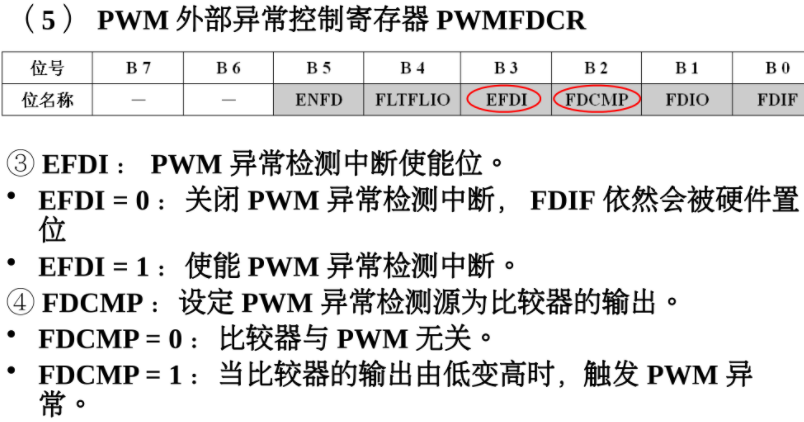 （5） PWM 外部异常控制寄存器 PWMFDCR
位号 B 7 B 6 B 5 B 4 B 3 B 2 B 1 B 0
位名称 — — ENFD FLTFLIO EFDI FDCMP FDIO FDIF
③ EFDI： PWM 异常检测中断使能位。
• EFDI = 0：关闭 PWM 异常检测中断， FDIF 依然会被硬件置
位
• EFDI = 1：使能 PWM 异常检测中断。
④ FDCMP：设定 PWM 异常检测源为比较器的输出。
• FDCMP = 0：比较器与 PWM 无关。
• FDCMP = 1：当比较器的输出由低变高时，触发 PWM 异
常。